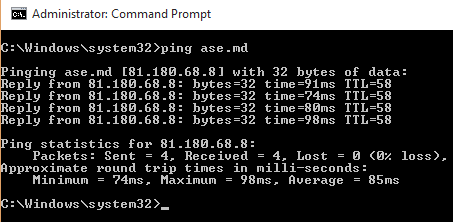 Administrator: Command Prompt
C:\Windows\system32>ping ase.md
Pinging ase.md [81.180.68.8] with 32 bytes of data:
Reply from 81.180.68.8: bytes=32 time=91ms TTL=58
Reply from 81.180.68.8: bytes=32 time=74ms TTL=58
Reply from 81.180.68.8: bytes=32 time=80ms TTL=58
Reply from 81.180.68.8: bytes=32 time=98ms TTL=58
Ping statistics for 81.180.68.8:
Packets: Sent = 4, Received = 4, Lost = 0 (0% loss),
Approximate round trip times in milli-seconds:
Minimum = 74ms, Maximum = 98ms, Average = 85ms
C:\Windows\system32>_